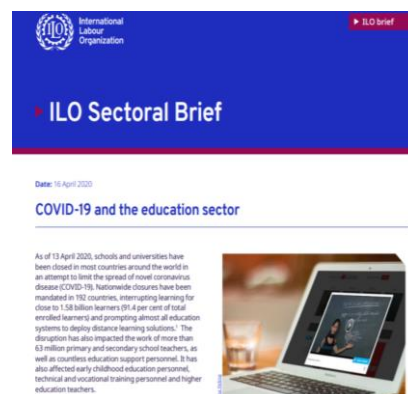 International
Labour
Organization
▶ ILO brief
ILO Sectoral Brief
Date: 16 April 2020
COVID-19 and the education sector
As of 13 April 2020, schools and universities have
been closed in most countries around the world in
an attempt to limit the spread of novel coronavirus
disease (COVID-19). Nationwide closures have been
mandated in 192 countries, interrupting learning for
close to 1.58 billion learners (91.4 per cent of total
enrolled learners) and prompting almost all education
systems to deploy distance learning solutions.¹ The
disruption has also impacted the work of more than
63 million primary and secondary school teachers, as
well as countless education support personnel. It has
also affected early childhood education personnel,
technical and vocational training personnel and higher
education teachers.